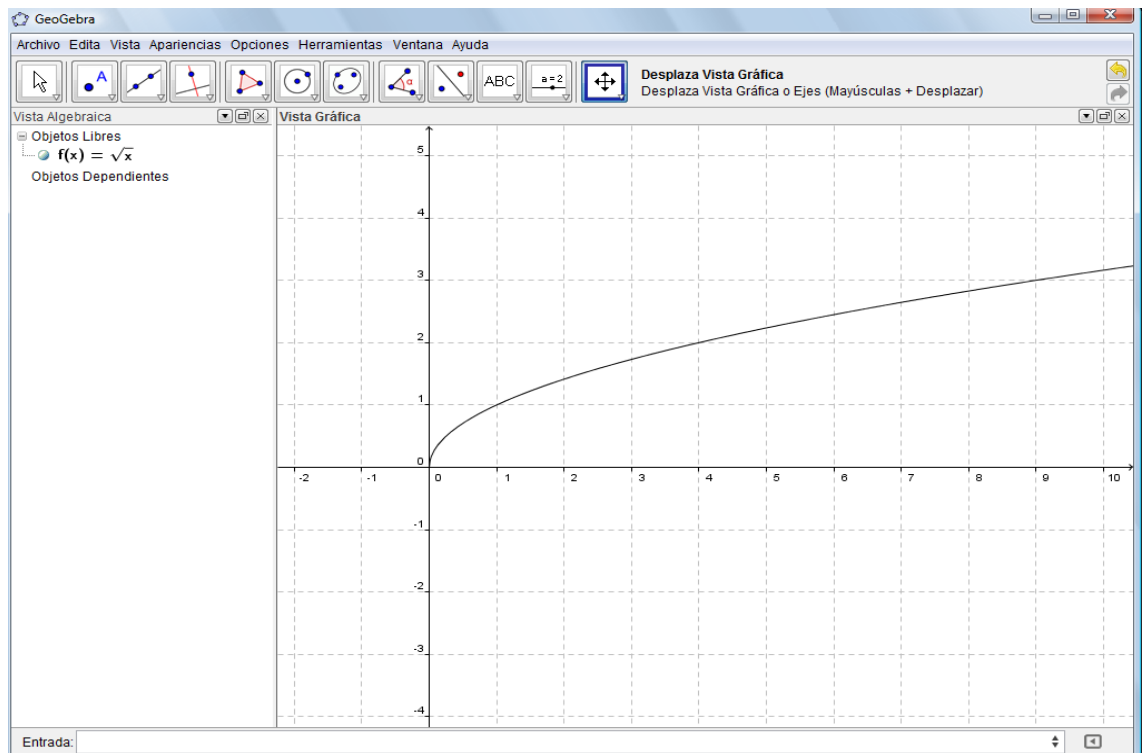 GeoGebra
Archivo Edita Vista Apariencias Opciones Herramientas Ventana Ayuda
A
α
ABC
a=2
Desplaza Vista Gráfica
Desplaza Vista Gráfica o Ejes (Mayúsculas + Desplazar)
Vista Algebraica
Objetos Libres
f(x) = √x
Objetos Dependientes
Vista Gráfica
5
4
3
2
1
0
-2 -1 0 1 2 3 4 5 6 7 8 9 10
-1
-2
-3
-4
Entrada: